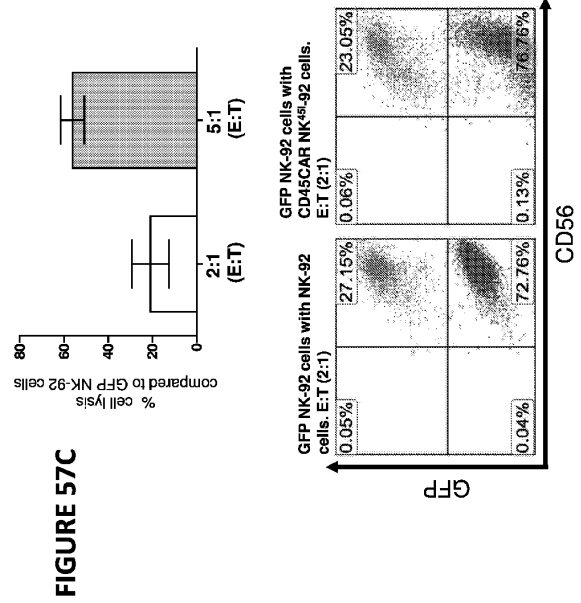 FIGURE 57C
% cell lysis
compared to GFP NK-92 cells
80
60
40
20
0
2:1
(E:T)
5:1
(E:T)
GFP NK-92 cells with NK-92
cells. E:T (2:1)
0.05%
27.15%
0.04%
72.76%
GFP NK-92 cells with
CD45CAR NK⁴⁵ⁱ-92 cells.
E:T (2:1)
0.06%
23.05%
0.13%
76.76%
GFP
CD56